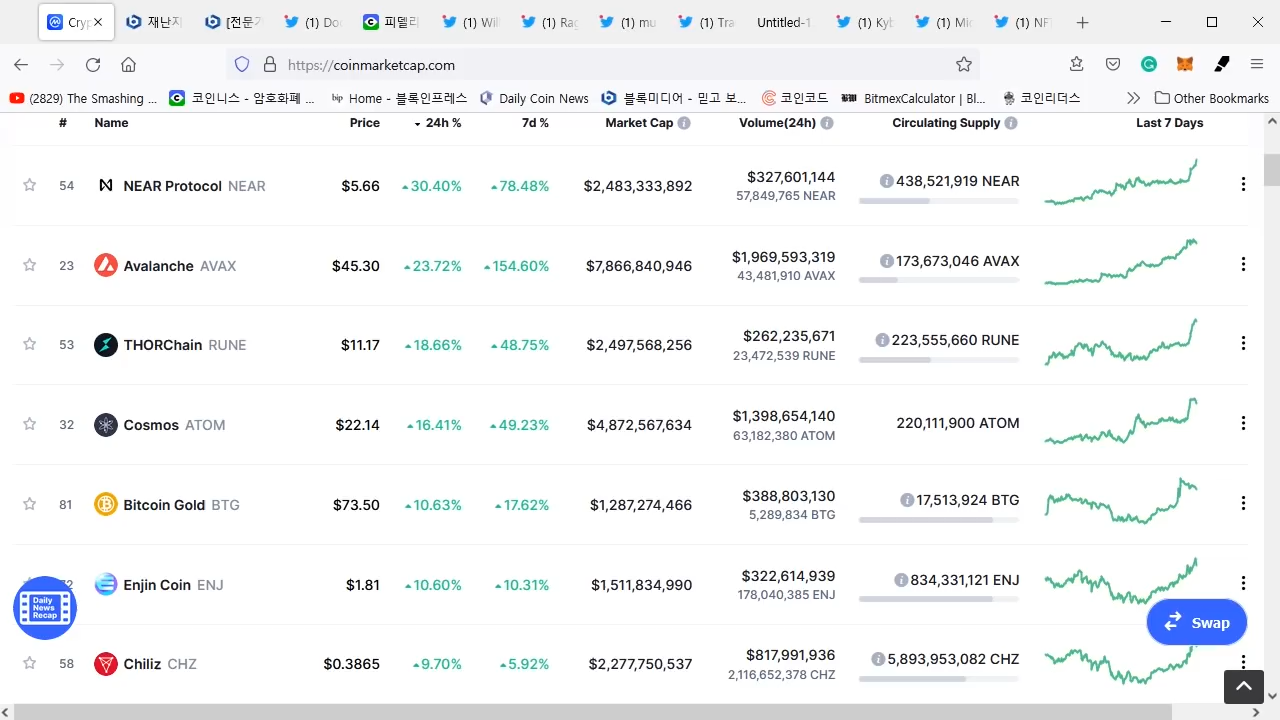 Cryp
재난지
[전문가
(1) Doc
피델리
(1) Will
(1) Rag
(1) mu
(1) Tra
Untitled-1
(1) Kyb
(1) Mic
(1) NFT
https://coinmarketcap.com
(2829) The Smashing ...
코인니스 - 암호화폐 ...
bip Home - 블록인프레스
Daily Coin News
블록미디어 - 믿고 보...
코인코드
BitmexCalculator | Bl...
코인리더스
Other Bookmarks
# Name Price 24h % 7d % Market Cap Volume(24h) Circulating Supply Last 7 Days
54 NEAR Protocol NEAR $5.66 30.40% 78.48% $2,483,333,892 $327,601,144 438,521,919 NEAR
57,849,765 NEAR
23 Avalanche AVAX $45.30 23.72% 154.60% $7,866,840,946 $1,969,593,319 173,673,046 AVAX
43,481,910 AVAX
53 THORChain RUNE $11.17 18.66% 48.75% $2,497,568,256 $262,235,671 223,555,660 RUNE
23,472,539 RUNE
32 Cosmos ATOM $22.14 16.41% 49.23% $4,872,567,634 $1,398,654,140 220,111,900 ATOM
63,182,380 ATOM
81 Bitcoin Gold BTG $73.50 10.63% 17.62% $1,287,274,466 $388,803,130 17,513,924 BTG
5,289,834 BTG
72 Enjin Coin ENJ $1.81 10.60% 10.31% $1,511,834,990 $322,614,939 834,331,121 ENJ
178,040,385 ENJ
Daily
News
Recap
Swap
58 Chiliz CHZ $0.3865 9.70% 5.92% $2,277,750,537 $817,991,936 5,893,953,082 CHZ
2,116,652,378 CHZ